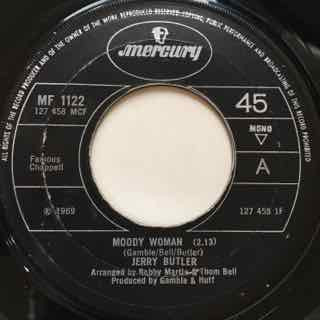 ALL RIGHTS OF THE RECORD PRODUCER AND OF THE OWNER OF THE WORK REPRODUCED RESERVED COPYING, PUBLIC PERFORMANCE AND BROADCASTING OF THIS RECORD PROHIBITED
mercury
MF 1122
127 458 MCF
45
MONO
1
Famous
Chappell
A
℗ 1969
127 458 1F
MOODY WOMAN (2.13)
(Gamble/Bell/Butler)
JERRY BUTLER
Arranged by Bobby Martin & Thom Bell
Produced by Gamble & Huff